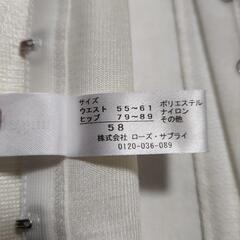 サイズ
ウエスト 55〜61
ヒップ 79〜89
58
ポリエステル
ナイロン
その他
株式会社 ローズ・サプライ
0120-036-089